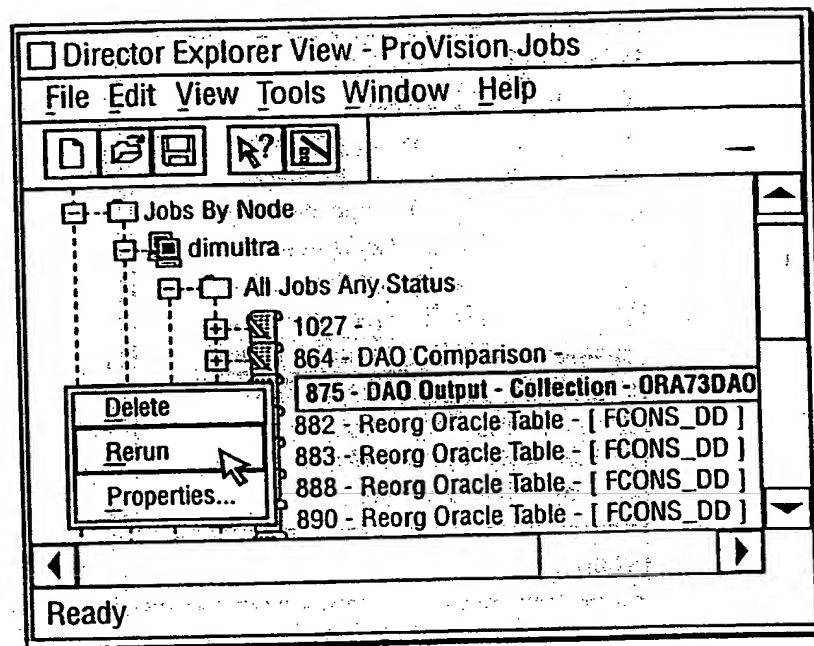 Director Explorer View - ProVision Jobs
File Edit View Tools Window Help
Jobs By Node
dimultra
All Jobs Any Status
1027 -
864 - DAO Comparison -
875 - DAO Output - Collection - ORA73DAO
882 - Reorg Oracle Table - [ FCONS_DD ]
883 - Reorg Oracle Table - [ FCONS_DD ]
888 - Reorg Oracle Table - [ FCONS_DD ]
890 - Reorg Oracle Table - [ FCONS_DD ]
Delete
Rerun
Properties...
Ready